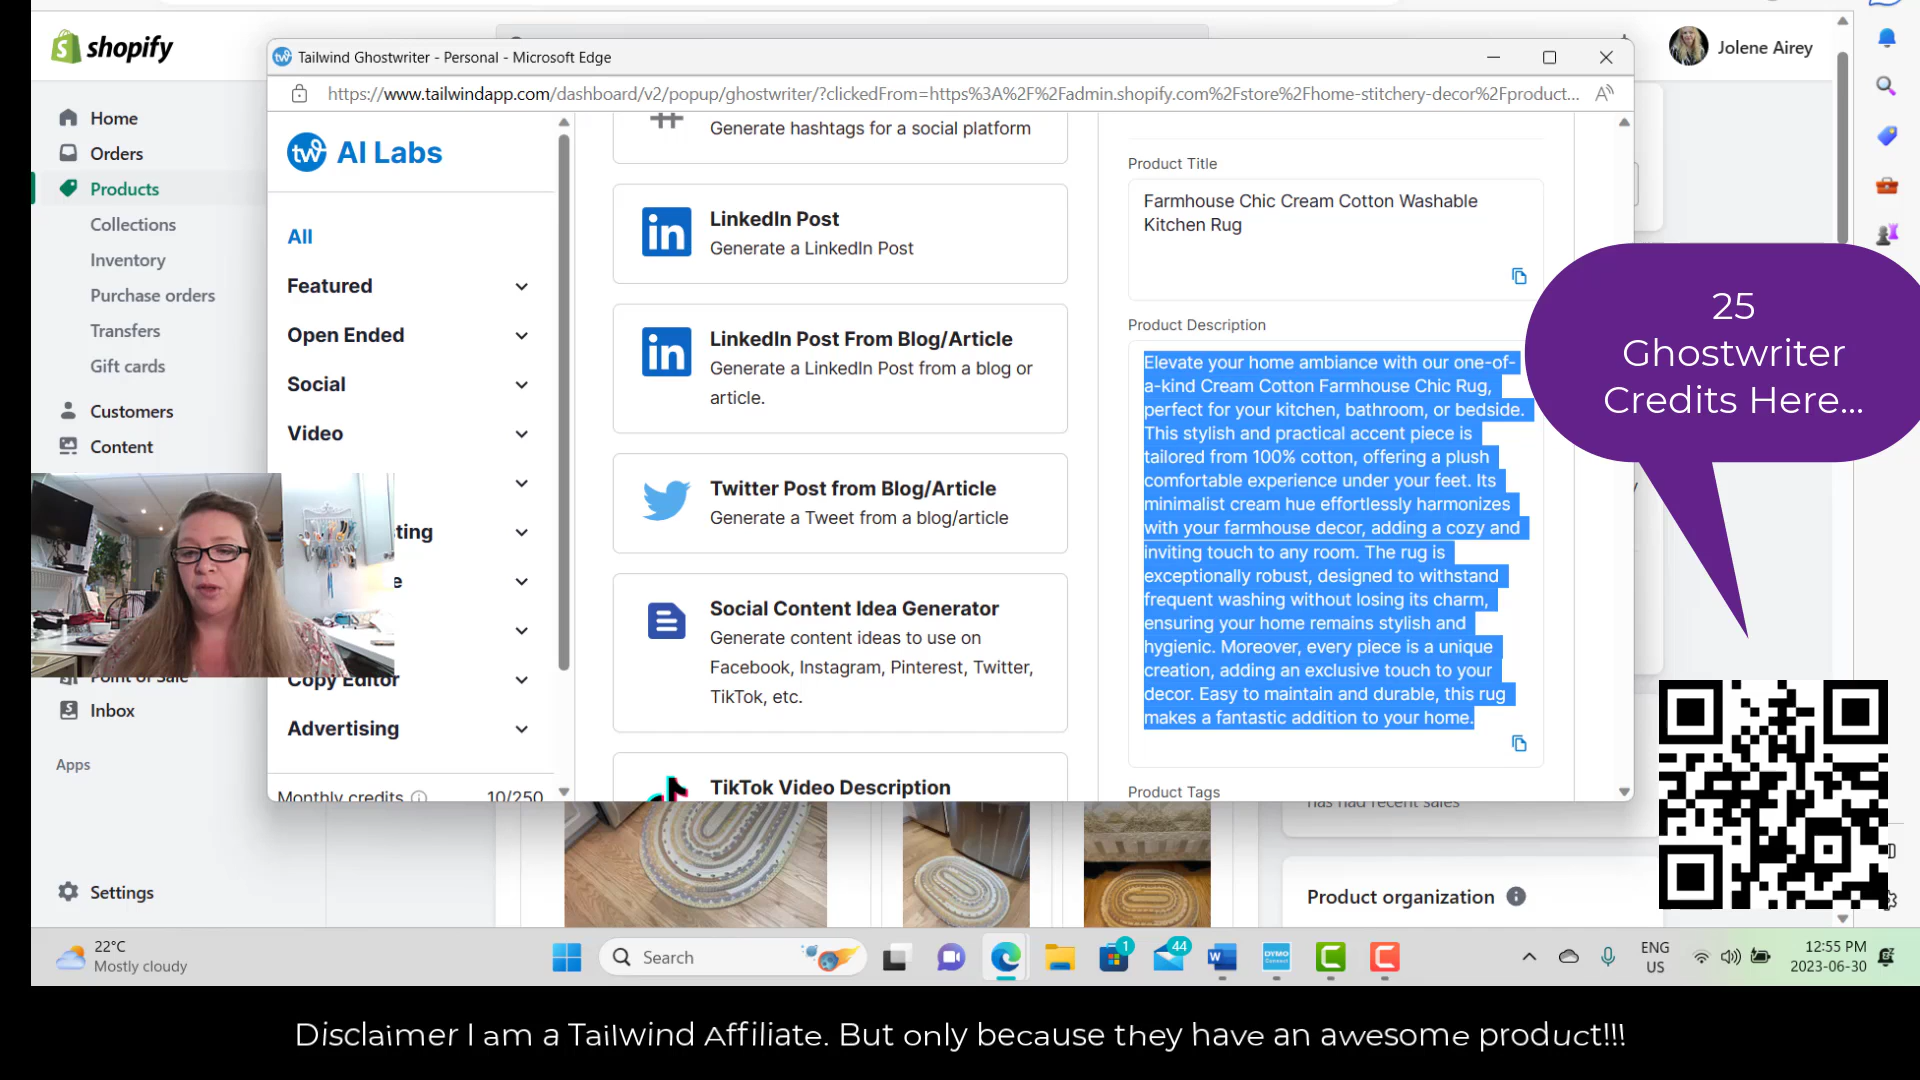 shopify
Jolene Airey
Tailwind Ghostwriter - Personal - Microsoft Edge
https://www.tailwindapp.com/dashboard/v2/popup/ghostwriter/?clickedFrom=https%3A%2F%2Fadmin.shopify.com%2Fstore%2Fhome-stitchery-decor%2Fproduct...
Home
Orders
Products
Collections
Inventory
Purchase orders
Transfers
Gift cards
Customers
Content
Point of Sale
Inbox
Apps
Settings
tw AI Labs
All
Featured
Open Ended
Social
Video
ting
e
Copy Editor
Advertising
Monthly credits 10/250
Generate hashtags for a social platform
LinkedIn Post
Generate a LinkedIn Post
LinkedIn Post From Blog/Article
Generate a LinkedIn Post from a blog or
article.
Twitter Post from Blog/Article
Generate a Tweet from a blog/article
Social Content Idea Generator
Generate content ideas to use on
Facebook, Instagram, Pinterest, Twitter,
TikTok, etc.
TikTok Video Description
Product Title
Farmhouse Chic Cream Cotton Washable
Kitchen Rug
Product Description
Elevate your home ambiance with our one-of-
a-kind Cream Cotton Farmhouse Chic Rug,
perfect for your kitchen, bathroom, or bedside.
This stylish and practical accent piece is
tailored from 100% cotton, offering a plush
comfortable experience under your feet. Its
minimalist cream hue effortlessly harmonizes
with your farmhouse decor, adding a cozy and
inviting touch to any room. The rug is
exceptionally robust, designed to withstand
frequent washing without losing its charm,
ensuring your home remains stylish and
hygienic. Moreover, every piece is a unique
creation, adding an exclusive touch to your
decor. Easy to maintain and durable, this rug
makes a fantastic addition to your home.
Product Tags
has had recent sales
Product organization
25
Ghostwriter
Credits Here...
22°C
Mostly cloudy
Search
1
44
DYMO
ENG
US
12:55 PM
2023-06-30
Disclaimer I am a Tailwind Affiliate. But only because they have an awesome product!!!